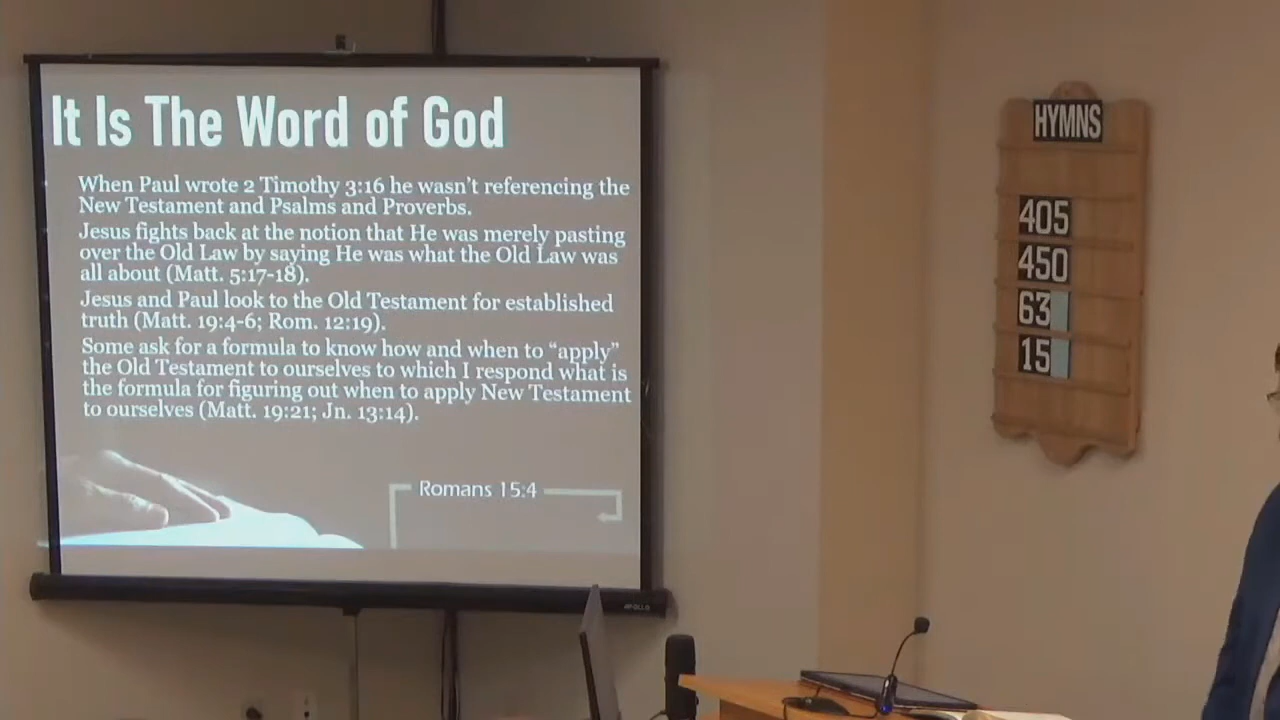 It Is The Word of God
When Paul wrote 2 Timothy 3:16 he wasn't referencing the
New Testament and Psalms and Proverbs.
Jesus fights back at the notion that He was merely pasting
over the Old Law by saying He was what the Old Law was
all about (Matt. 5:17-18).
Jesus and Paul look to the Old Testament for established
truth (Matt. 19:4-6; Rom. 12:19).
Some ask for a formula to know how and when to “apply”
the Old Testament to ourselves to which I respond what is
the formula for figuring out when to apply New Testament
to ourselves (Matt. 19:21; Jn. 13:14).
Romans 15:4
APOLLO
HYMNS
405
450
63
15